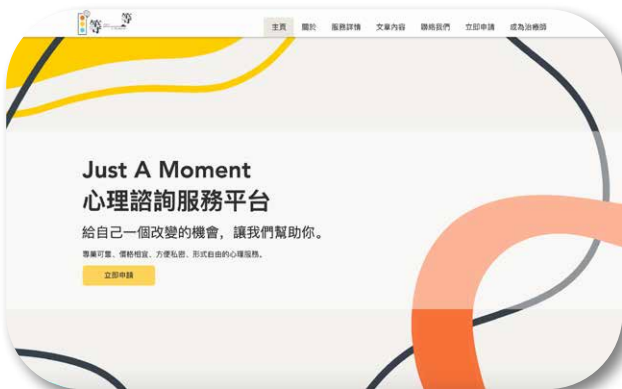 主頁 關於 服務詳情 文章內容 聯絡我們 立即申請 成為治療師
Just A Moment
心理諮詢服務平台
給自己一個改變的機會，讓我們幫助你。
專業可靠、價格相宜、方便私密、形式自由的心理服務。
立即申請